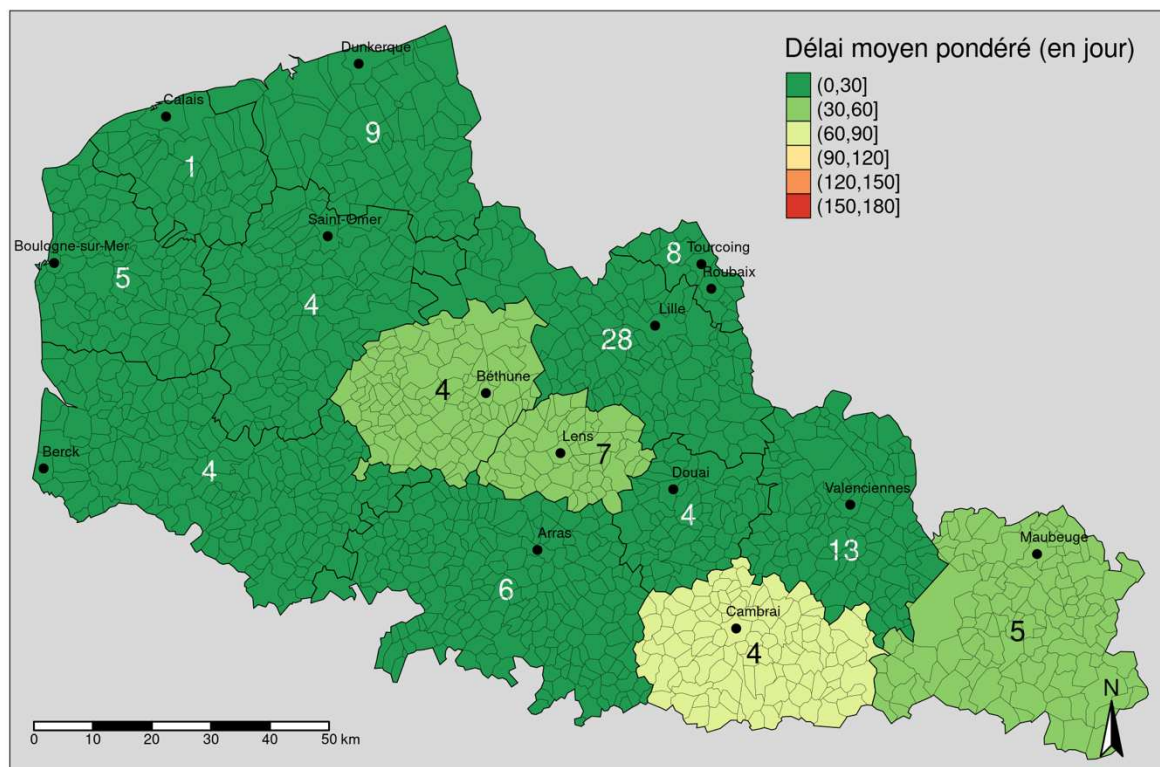 Délai moyen pondéré (en jour)
(0,30]
(30,60]
(60,90]
(90,120]
(120,150]
(150,180]
Dunkerque
9
Calais
1
Saint-Omer
4
Boulogne-sur-Mer
5
8
Tourcoing
Roubaix
Lille
28
Béthune
4
Lens
7
Berck
4
Douai
4
Valenciennes
13
Arras
6
Maubeuge
5
Cambrai
4
N
0 10 20 30 40 50 km